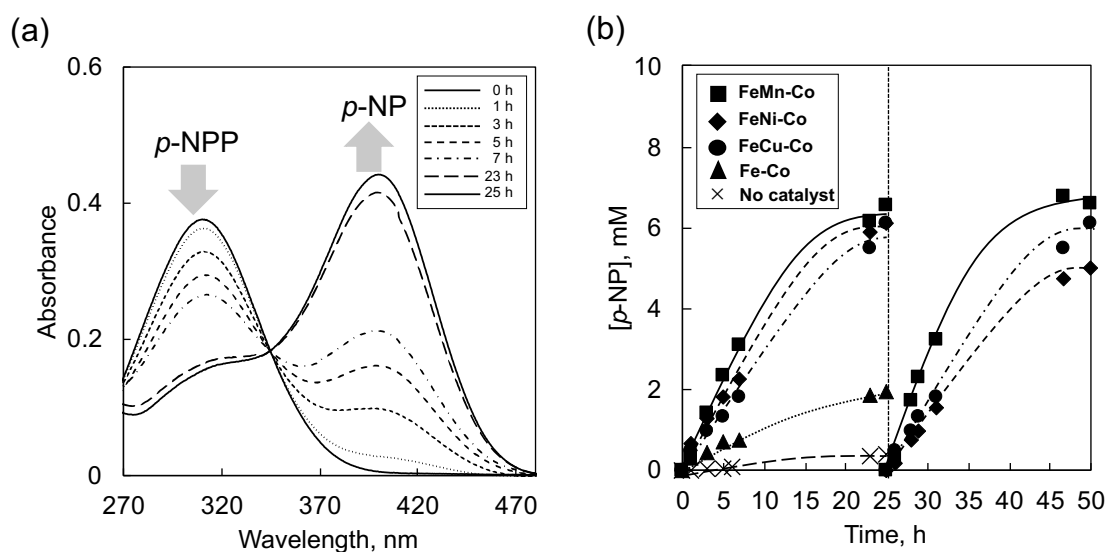 (a)
0.6
0.4
0.2
0
Absorbance
p-NPP
p-NP
0 h
1 h
3 h
5 h
7 h
23 h
25 h
270 320 370 420 470
Wavelength, nm
(b)
10
8
6
4
2
0
[p-NP], mM
FeMn-Co
FeNi-Co
FeCu-Co
Fe-Co
No catalyst
0 5 10 15 20 25 30 35 40 45 50
Time, h